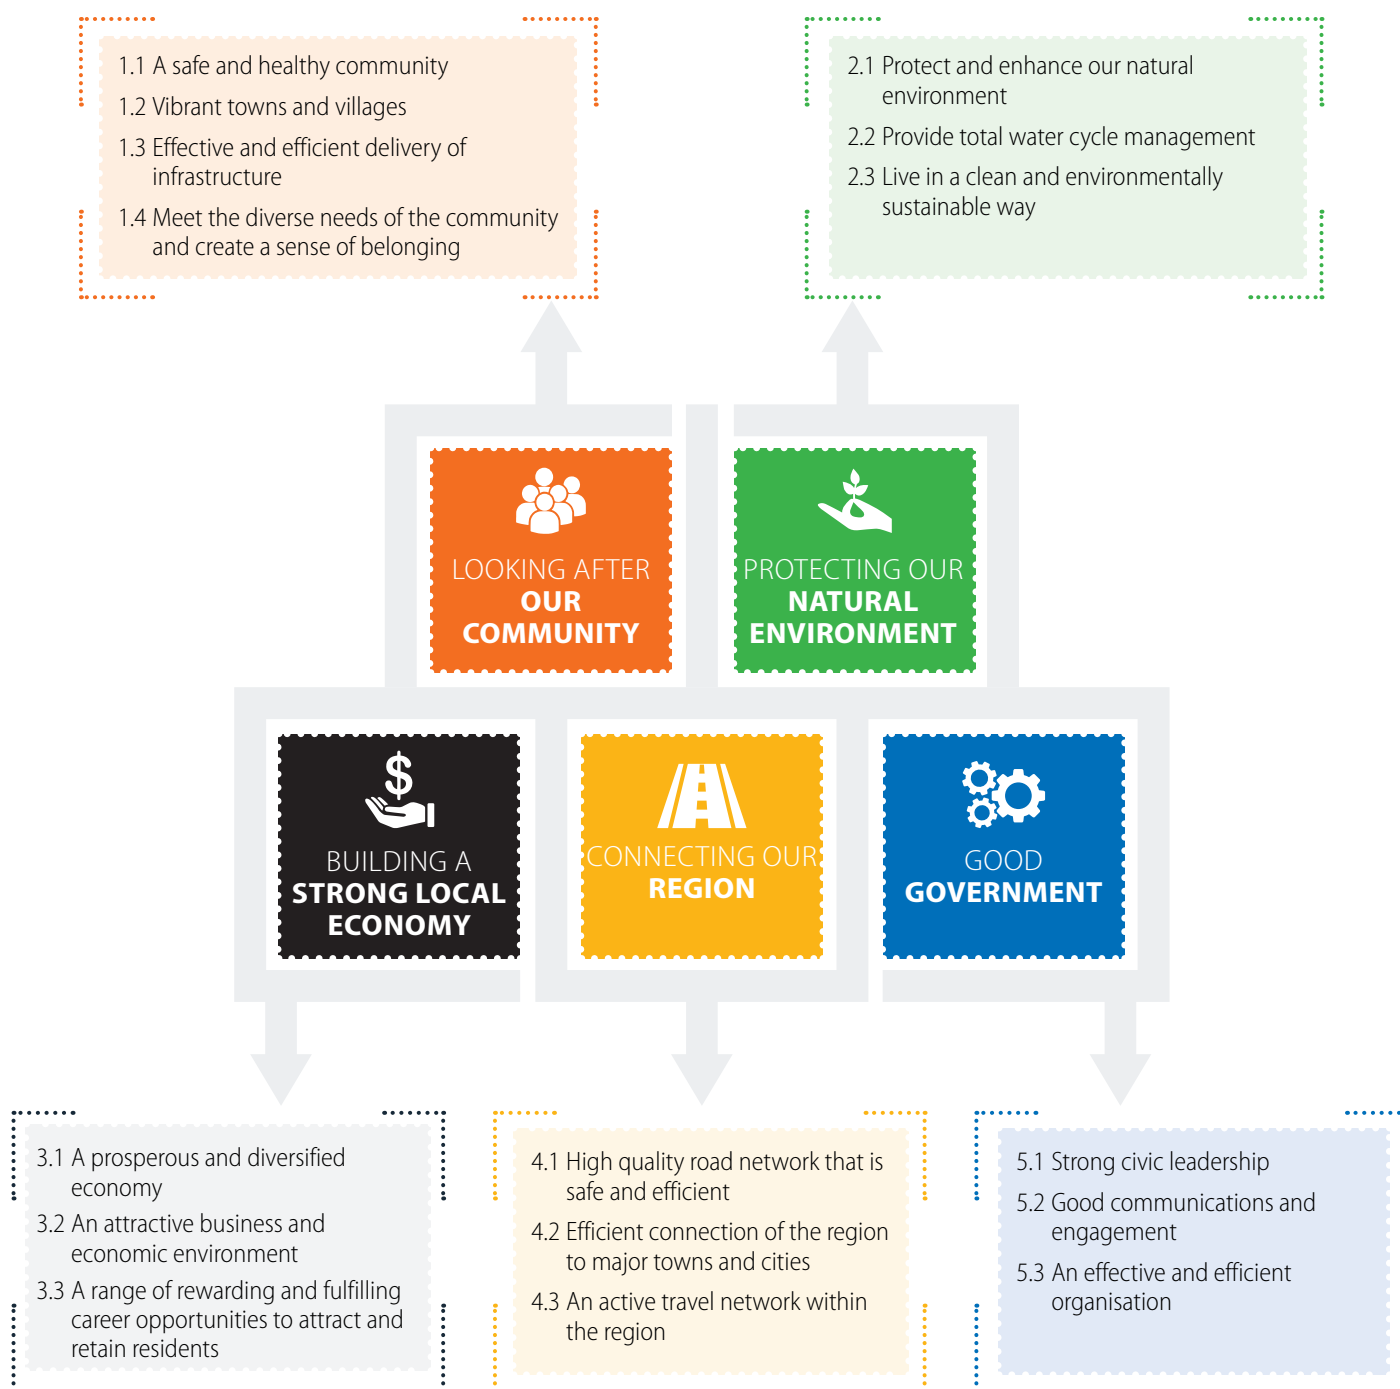 1.1 A safe and healthy community
1.2 Vibrant towns and villages
1.3 Effective and efficient delivery of
infrastructure
1.4 Meet the diverse needs of the community
and create a sense of belonging
2.1 Protect and enhance our natural
environment
2.2 Provide total water cycle management
2.3 Live in a clean and environmentally
sustainable way
LOOKING AFTER
OUR
COMMUNITY
PROTECTING OUR
NATURAL
ENVIRONMENT
$
BUILDING A
STRONG LOCAL
ECONOMY
CONNECTING OUR
REGION
GOOD
GOVERNMENT
3.1 A prosperous and diversified
economy
3.2 An attractive business and
economic environment
3.3 A range of rewarding and fulfilling
career opportunities to attract and
retain residents
4.1 High quality road network that is
safe and efficient
4.2 Efficient connection of the region
to major towns and cities
4.3 An active travel network within
the region
5.1 Strong civic leadership
5.2 Good communications and
engagement
5.3 An effective and efficient
organisation